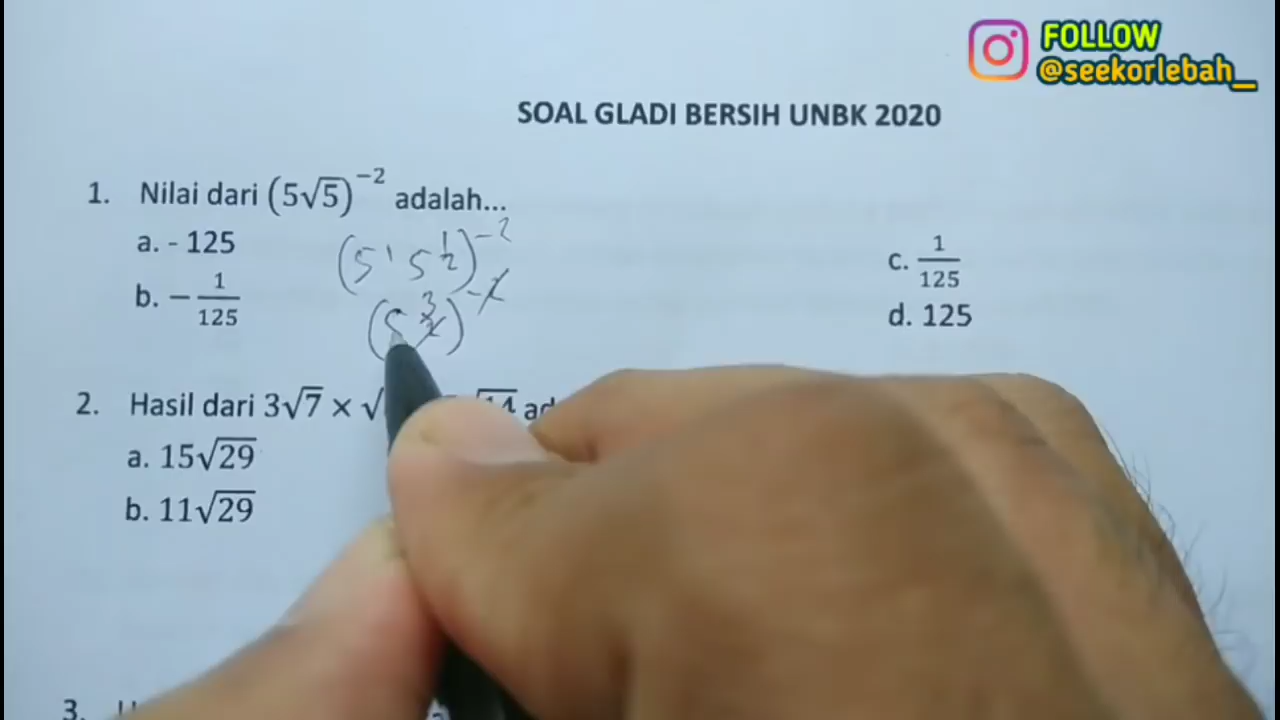 FOLLOW
@seekorlebah_
SOAL GLADI BERSIH UNBK 2020
1. Nilai dari (5√5)⁻² adalah...
a. - 125
(5¹ 5^½)⁻²
c. 1/125
b. − 1/125
(5^3/2)⁻²
d. 125
2. Hasil dari 3√7 × √ √14
a. 15√29
b. 11√29
3.